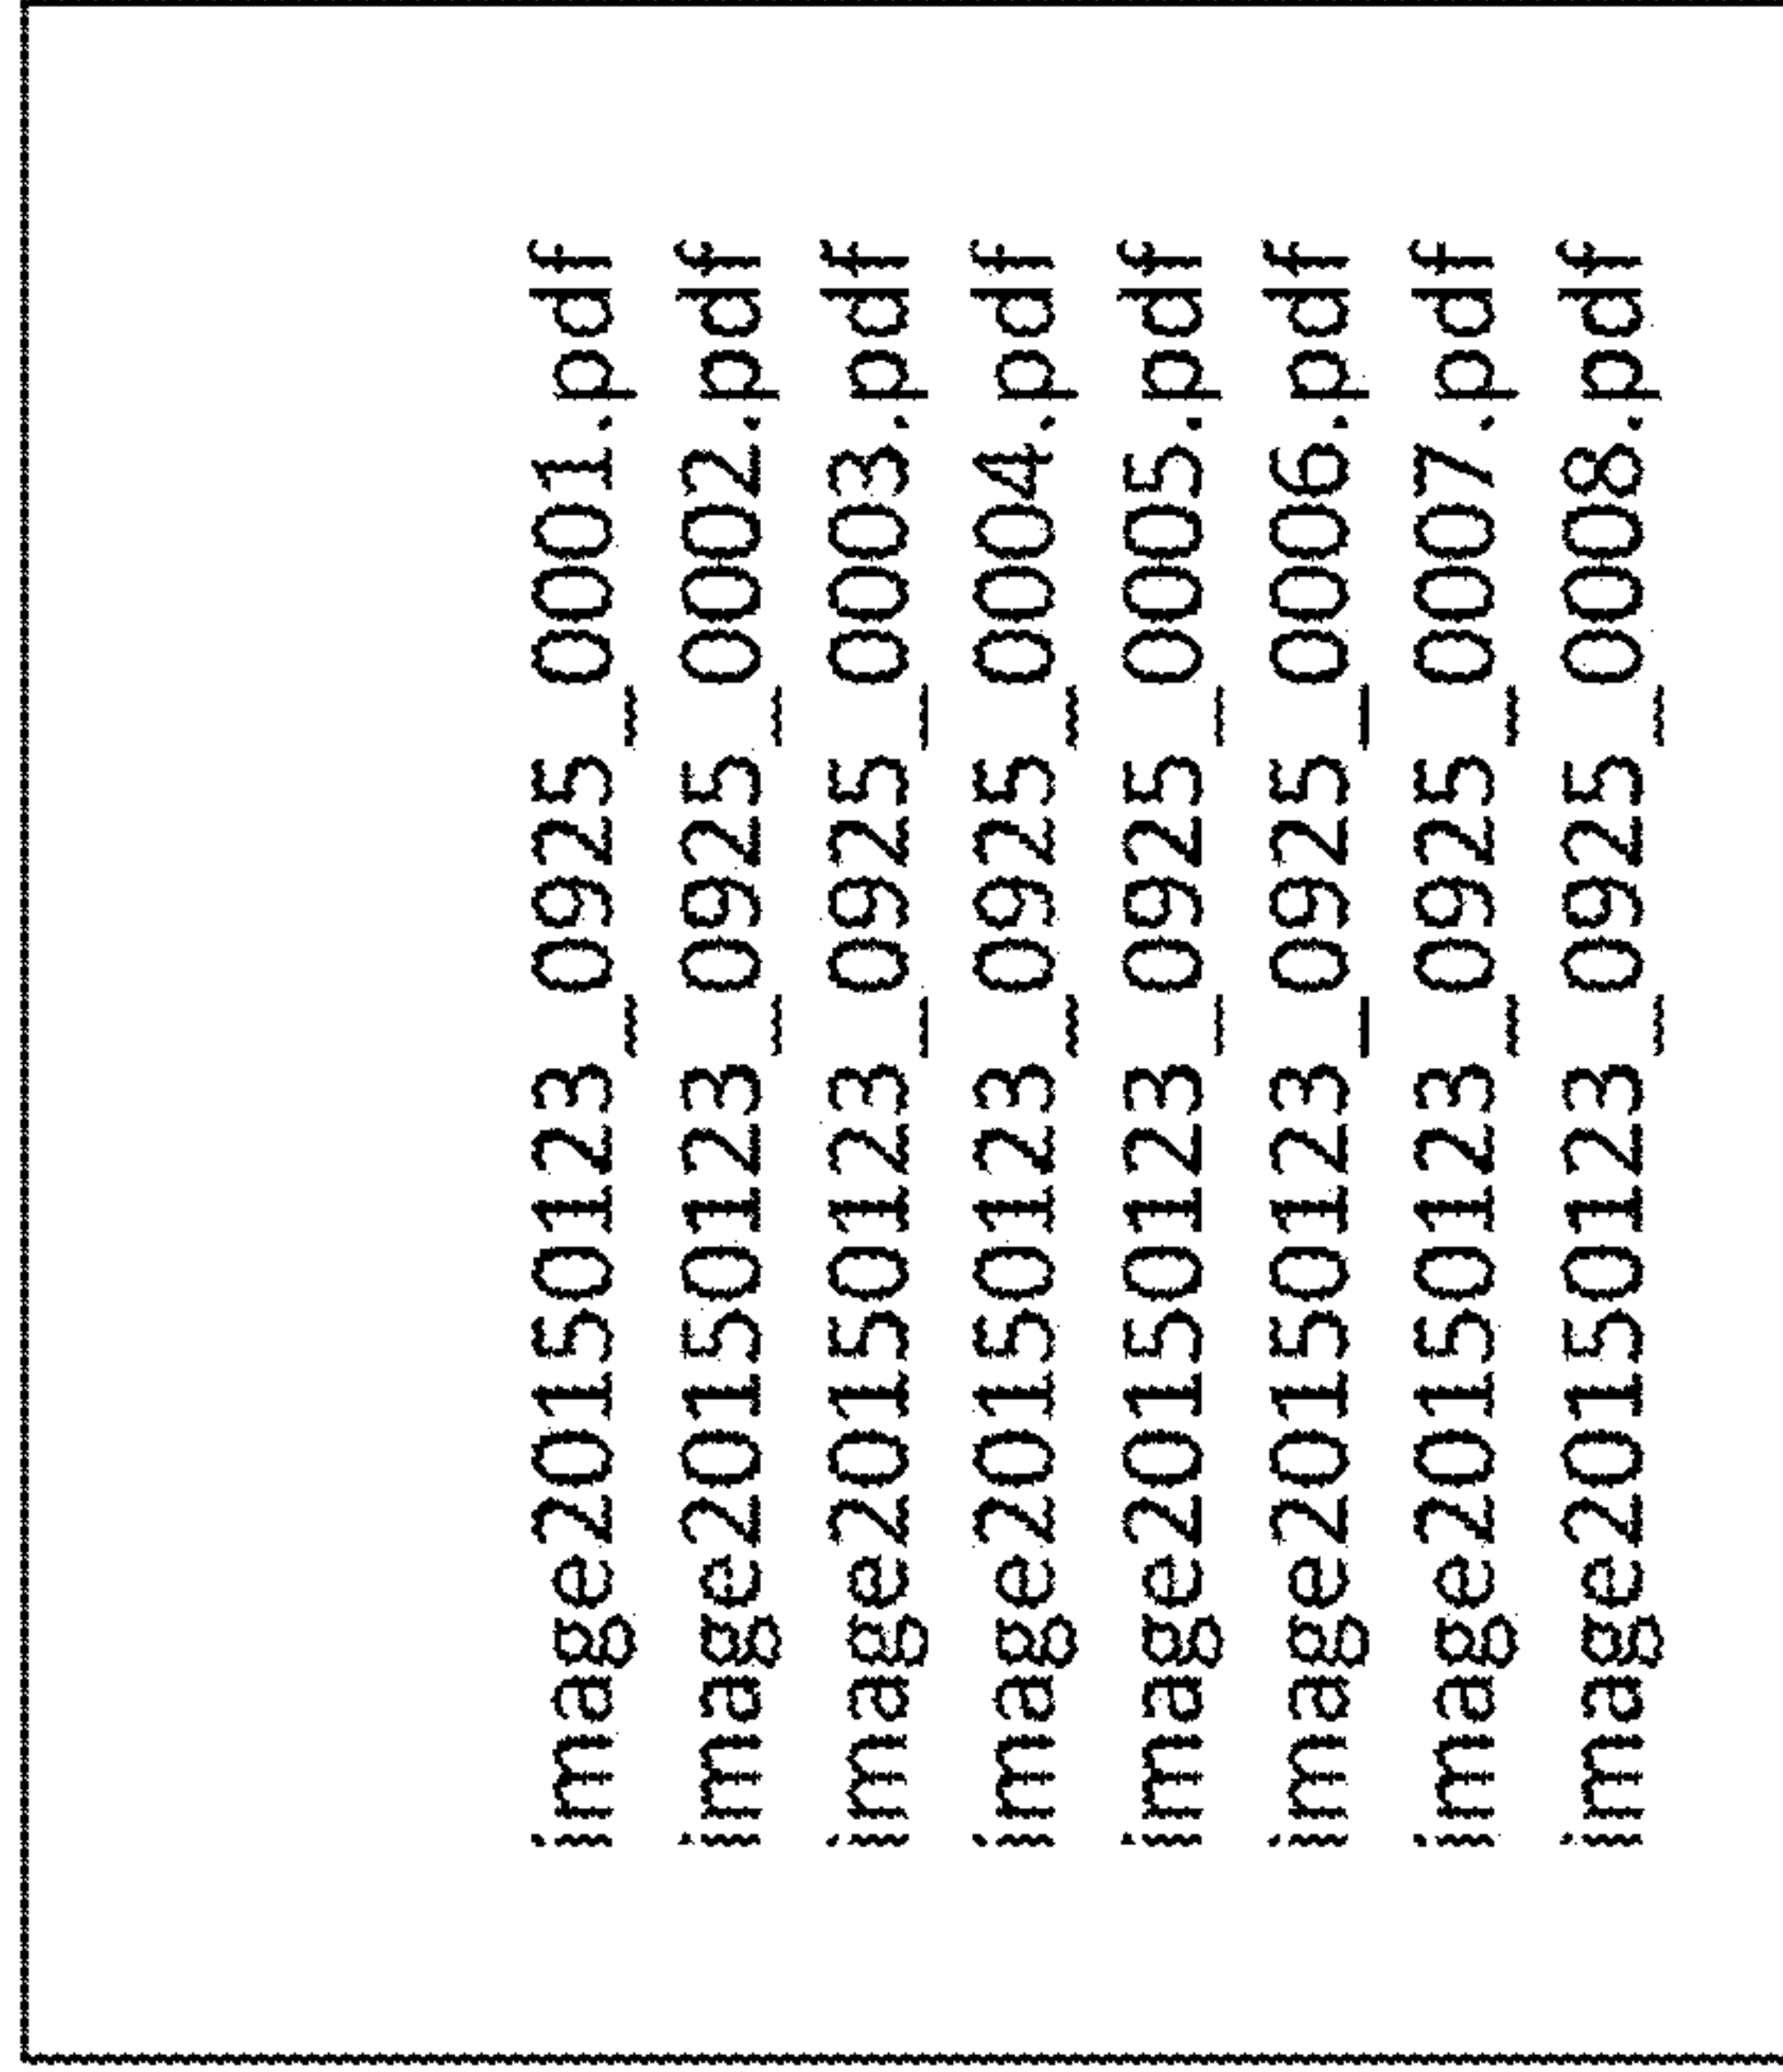 image20150123_0925_0001.pdf
image20150123_0925_0002.pdf
image20150123_0925_0003.pdf
image20150123_0925_0004.pdf
image20150123_0925_0005.pdf
image20150123_0925_0006.pdf
image20150123_0925_0007.pdf
image20150123_0925_0008.pdf